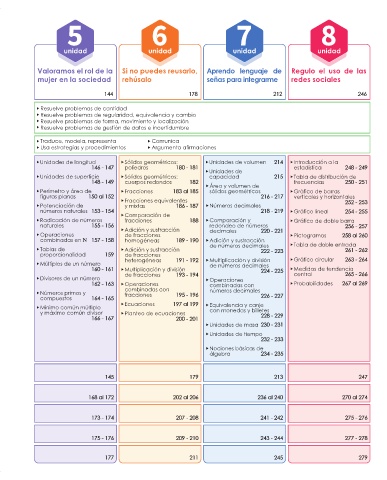 5
unidad
6
unidad
7
unidad
8
unidad
Valoramos el rol de la
mujer en la sociedad
144
Si no puedes reusarlo,
rehúsalo
178
Aprendo lenguaje de
señas para integrarme
212
Regulo el uso de las
redes sociales
246
• Resuelve problemas de cantidad
• Resuelve problemas de regularidad, equivalencia y cambio
• Resuelve problemas de forma, movimiento y localización
• Resuelve problemas de gestión de datos e incertidumbre
• Traduce, modela, representa
• Comunica
• Usa estrategias y procedimientos
• Argumenta afirmaciones
• Unidades de longitud
146 - 147
• Unidades de superficie
148 - 149
• Perímetro y área de
figuras planas 150 al 152
• Potenciación de
números naturales 153 - 154
• Radicación de números
naturales 155 - 156
• Operaciones
combinadas en N 157 - 158
• Tablas de
proporcionalidad 159
• Múltiplos de un número
160 - 161
• Divisores de un número
162 - 163
• Números primos y
compuestos 164 - 165
• Mínimo común múltiplo
y máximo común divisor
166 - 167
• Sólidos geométricos:
poliedros 180 - 181
• Sólidos geométricos:
cuerpos redondos 182
• Fracciones 183 al 185
• Fracciones equivalentes
y mixtas 186 - 187
• Comparación de
fracciones 188
• Adición y sustracción
de fracciones
homogéneas 189 - 190
• Adición y sustracción
de fracciones
heterogéneas 191 - 192
• Multiplicación y división
de fracciones 193 - 194
• Operaciones
combinadas con
fracciones 195 - 196
• Ecuaciones 197 al 199
• Planteo de ecuaciones
200 - 201
• Unidades de volumen 214
• Unidades de
capacidad 215
• Área y volumen de
sólidos geométricos
216 - 217
• Números decimales
218 - 219
• Comparación y
redondeo de números
decimales 220 - 221
• Adición y sustracción
de números decimales
222 - 223
• Multiplicación y división
de números decimales
224 - 225
• Operaciones
combinadas con
números decimales
226 - 227
• Equivalencia y canje
con monedas y billetes
228 - 229
• Unidades de masa 230 - 231
• Unidades de tiempo
232 - 233
• Nociones básicas de
álgebra 234 - 235
• Introducción a la
estadística 248 - 249
• Tabla de distribución de
frecuencias 250 - 251
• Gráfico de barras
verticales y horizontales
252 - 253
• Gráfico lineal 254 - 255
• Gráfico de doble barra
256 - 257
• Pictogramas 258 al 260
• Tabla de doble entrada
261 - 262
• Gráfico circular 263 - 264
• Medidas de tendencia
central 265 - 266
• Probabilidades 267 al 269
145
179
213
247
168 al 172
202 al 206
236 al 240
270 al 274
173 - 174
207 - 208
241 - 242
275 - 276
175 - 176
209 - 210
243 - 244
277 - 278
177
211
245
279